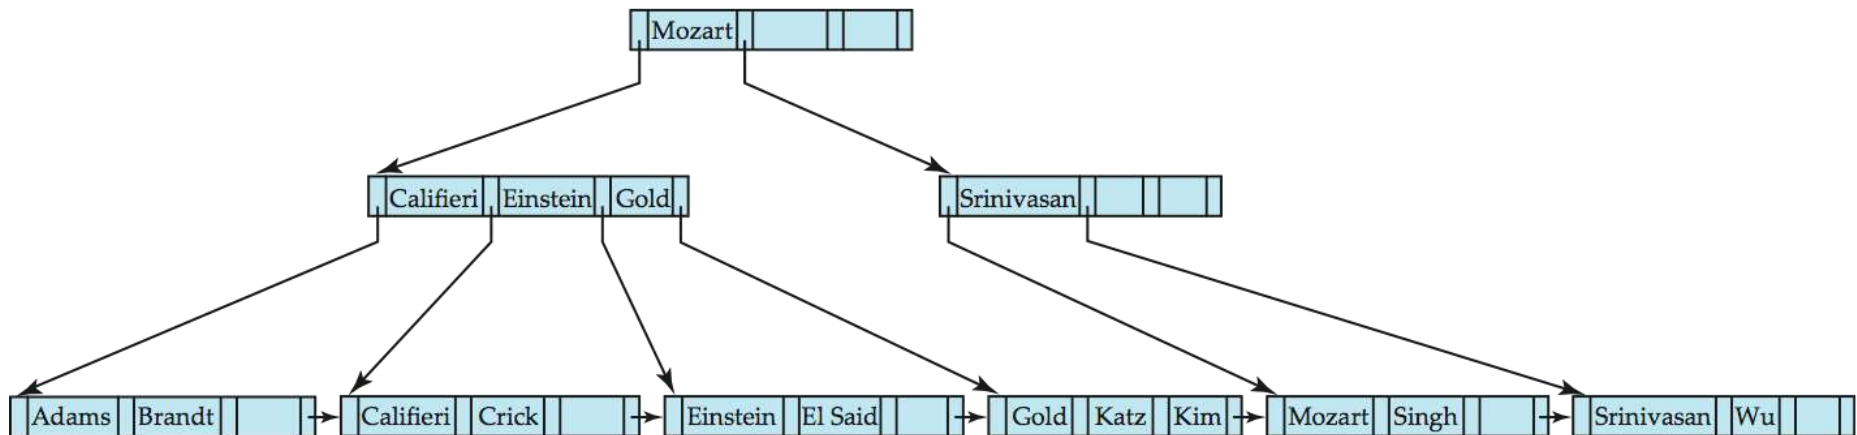 Mozart
Califieri Einstein Gold Srinivasan
Adams Brandt Califieri Crick Einstein El Said Gold Katz Kim Mozart Singh Srinivasan Wu